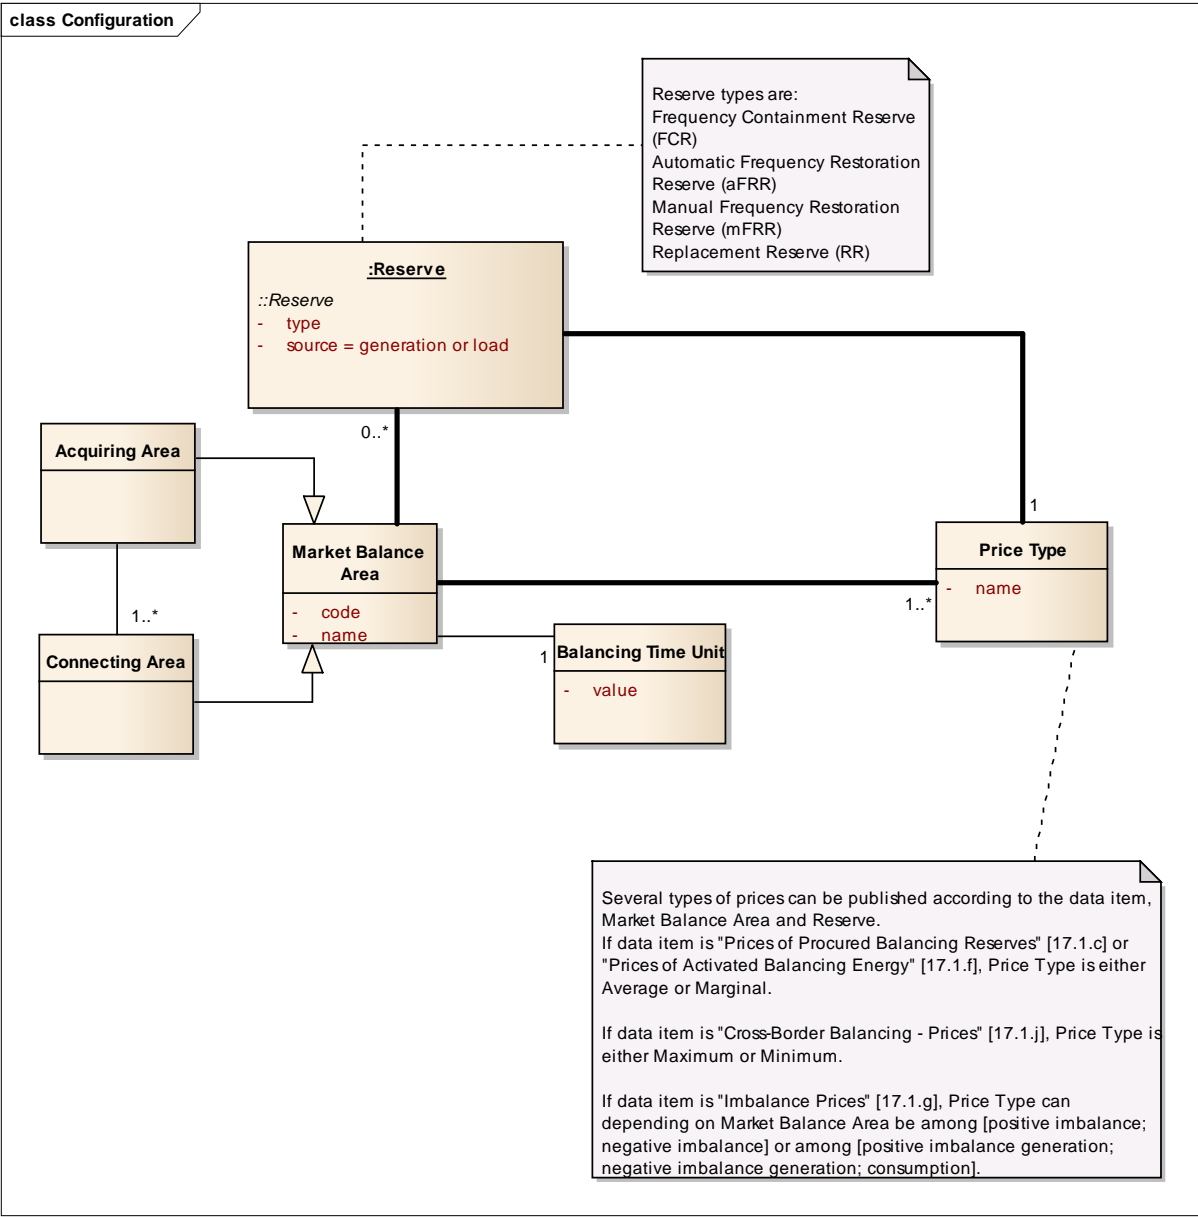 class Configuration
Reserve types are:
Frequency Containment Reserve
(FCR)
Automatic Frequency Restoration
Reserve (aFRR)
Manual Frequency Restoration
Reserve (mFRR)
Replacement Reserve (RR)
:Reserve
::Reserve
- type
- source = generation or load
0..*
Acquiring Area
1
Market Balance
Area
- code
- name
Price Type
- name
1..*
1..*
Connecting Area
1
Balancing Time Unit
- value
Several types of prices can be published according to the data item,
Market Balance Area and Reserve.
If data item is "Prices of Procured Balancing Reserves" [17.1.c] or
"Prices of Activated Balancing Energy" [17.1.f], Price Type is either
Average or Marginal.
If data item is "Cross-Border Balancing - Prices" [17.1.j], Price Type is
either Maximum or Minimum.
If data item is "Imbalance Prices" [17.1.g], Price Type can
depending on Market Balance Area be among [positive imbalance;
negative imbalance] or among [positive imbalance generation;
negative imbalance generation; consumption].